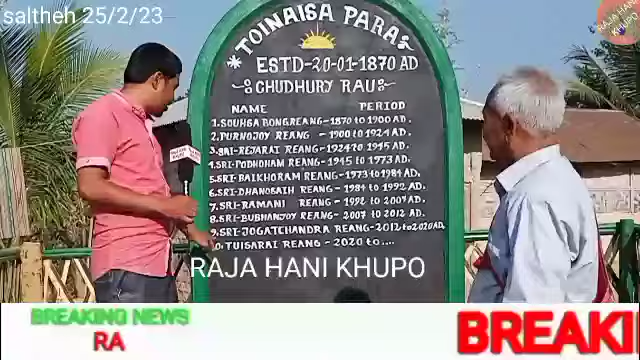 saltheh 25/2/23
RAJA HANI
KHUPO
TOINAISA PARA
ESTD-20-01-1870 AD
CHUDHURY RAU
NAME PERIOD
1. SOUHSA BONGREANG-1870 TO 1900 AD.
2. PURNOJOY REANG - 1900 TO 1924 AD.
3. SRI-REJARAI REANG-1924 TO 1945 AD.
4. SRI-PODHOHAM REANG-1945 TO 1973 AD.
5. SRI-BAIKHORAM REANG-1973 TO 1984 AD.
6. SRI-DHANOBAIH REANG-1984 TO 1992 AD.
7. SRI-RAMANI REANG-1992 TO 2007 AD.
8. SRI-BUBHANJOY REANG-2007 TO 2012 AD.
9. SRI-JOGATCHANDRA REANG-2012 TO 2020 AD.
TUISARAI REANG - 2020 to....
RAJA HANI KHUPO
BREAKING NEWS
RA
BREAKI